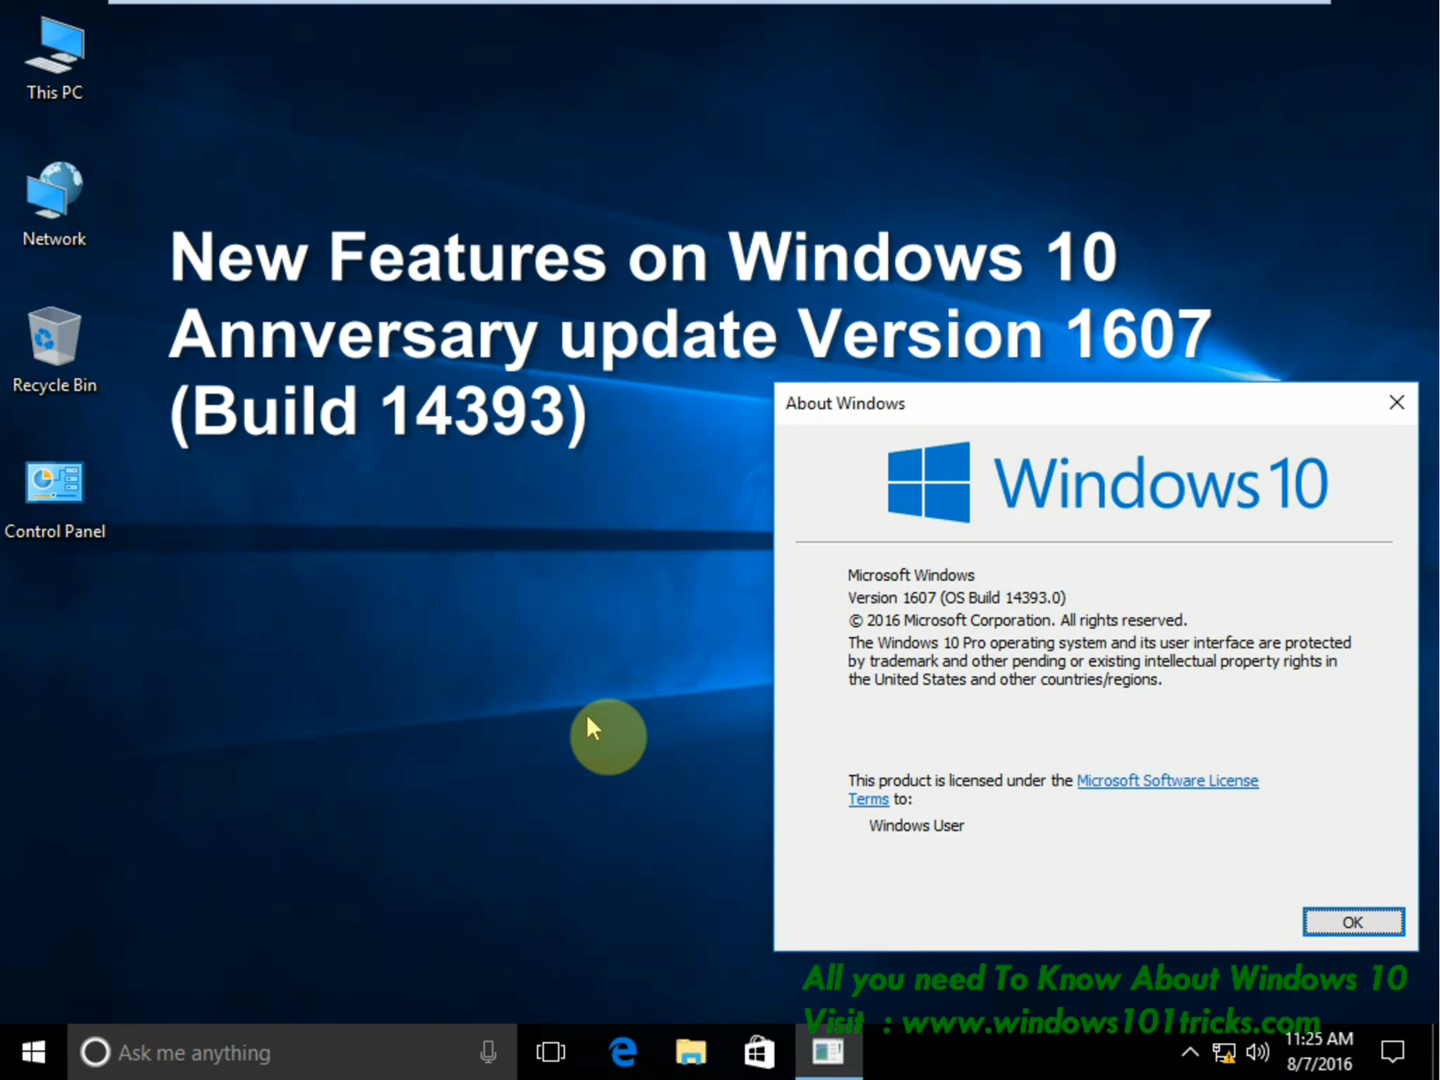 This PC
Network
Recycle Bin
Control Panel
New Features on Windows 10
Annversary update Version 1607
(Build 14393)
About Windows
Windows 10
Microsoft Windows
Version 1607 (OS Build 14393.0)
© 2016 Microsoft Corporation. All rights reserved.
The Windows 10 Pro operating system and its user interface are protected
by trademark and other pending or existing intellectual property rights in
the United States and other countries/regions.
This product is licensed under the Microsoft Software License
Terms to:
Windows User
OK
All you need To Know About Windows 10
Visit : www.windows101tricks.com
Ask me anything
11:25 AM
8/7/2016